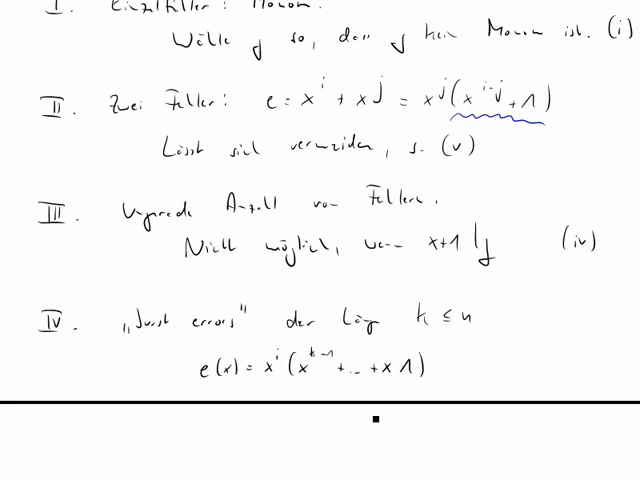 I. Einzelfehler: Monom.
Wähle g so, dass g kein Monom ist. (i)
II. Zwei Fehler: e = x^i + x^j = x^j(x^{i-j} + 1)
Lässt sich vermeiden, s. (v)
III. Ungerade Anzahl von Fehlern.
Nicht möglich, wenn x+1 | g (iv)
IV. „burst errors" der Länge k ≤ n
e(x) = x^i (x^{k-1} + ... + x 1)